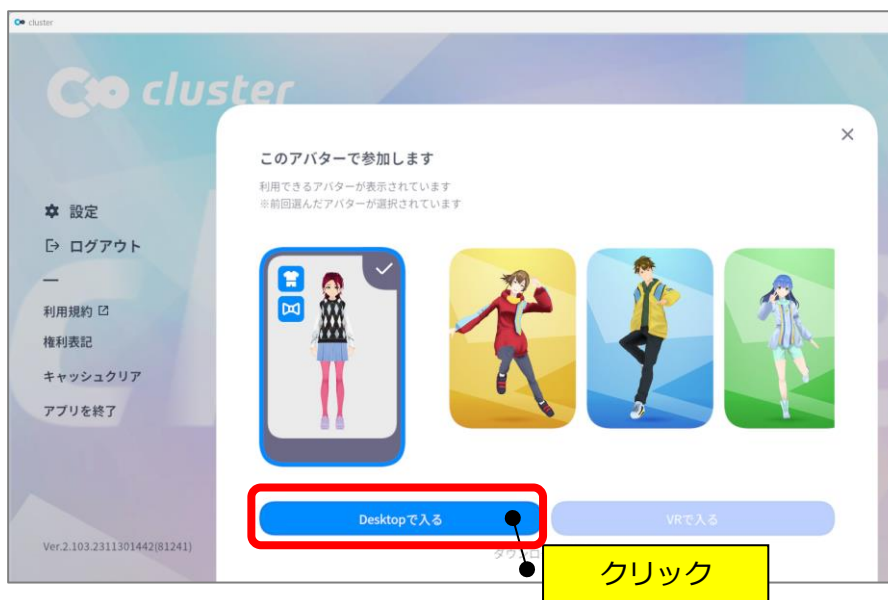 cluster
cluster
このアバターで参加します
利用できるアバターが表示されています
※前回選んだアバターが選択されています
設定
ログアウト
利用規約
権利表記
キャッシュクリア
アプリを終了
Desktopで入る
VRで入る
Ver.2.103.2311301442(81241)
クリック